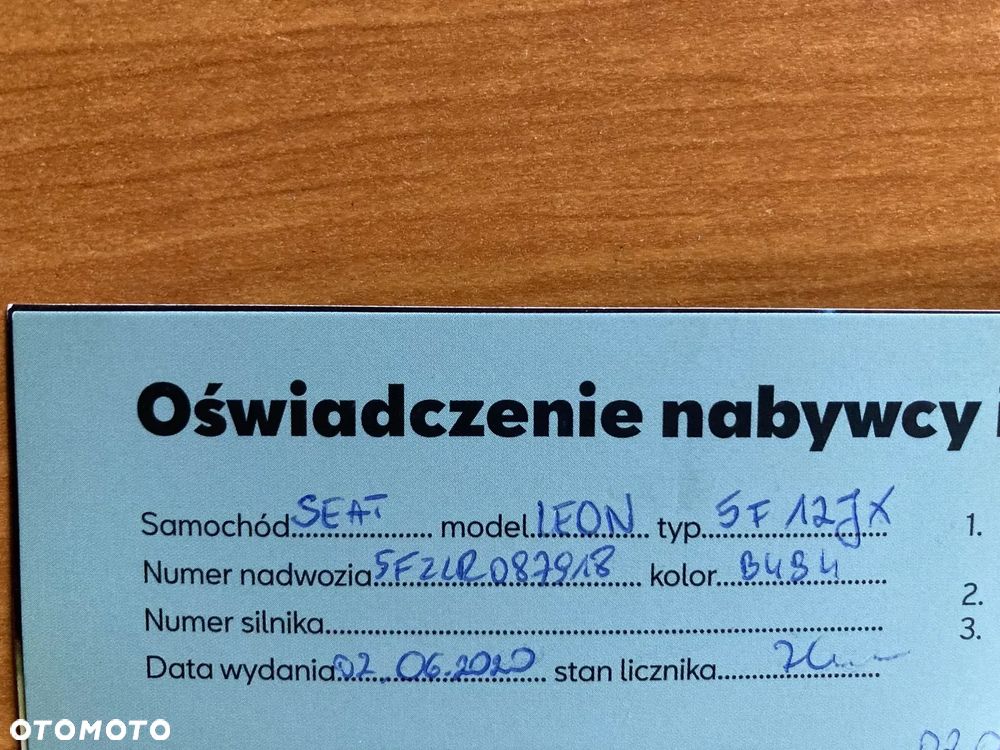 Oświadczenie nabywcy
Samochód SEAT model LEON typ 5F12JX 1.
Numer nadwozia 5FZLR087918 kolor B4B4
2.
Numer silnika
3.
Data wydania 02.06.2020 stan licznika 7km
OTOMOTO